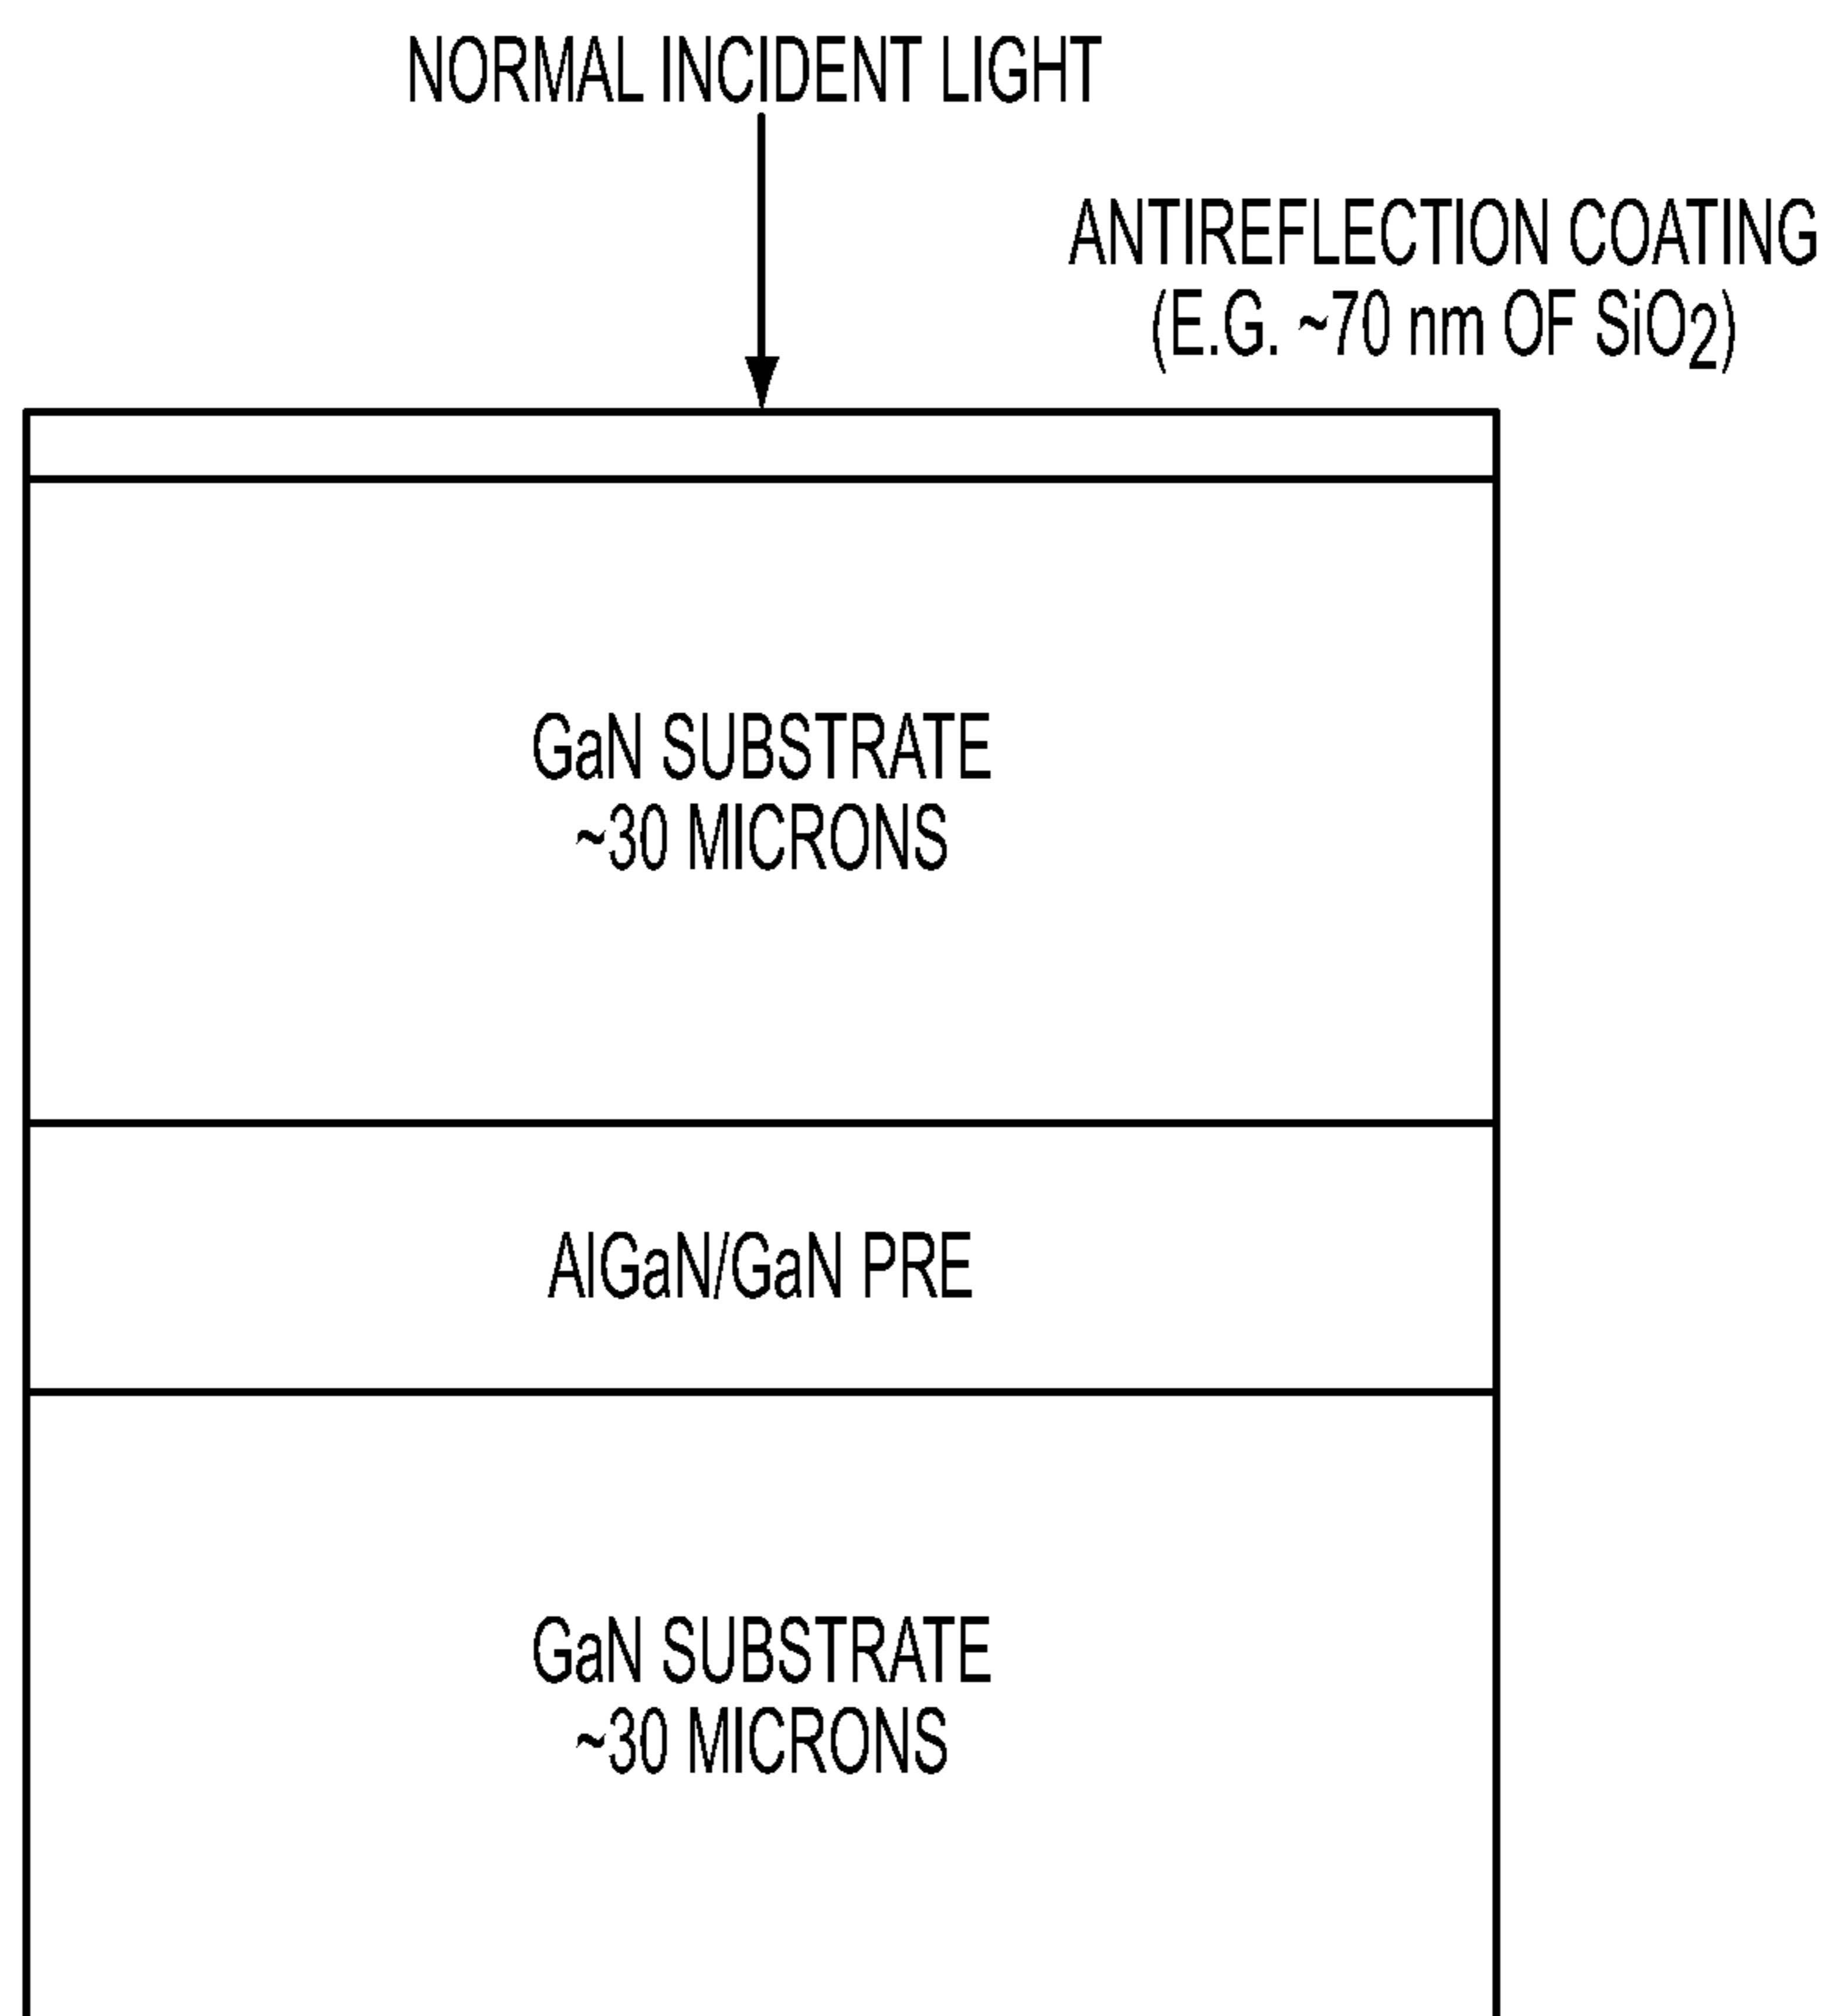 NORMAL INCIDENT LIGHT
ANTIREFLECTION COATING
(E.G. ~70 nm OF SiO₂)
GaN SUBSTRATE
~30 MICRONS
AlGaN/GaN PRE
GaN SUBSTRATE
~30 MICRONS